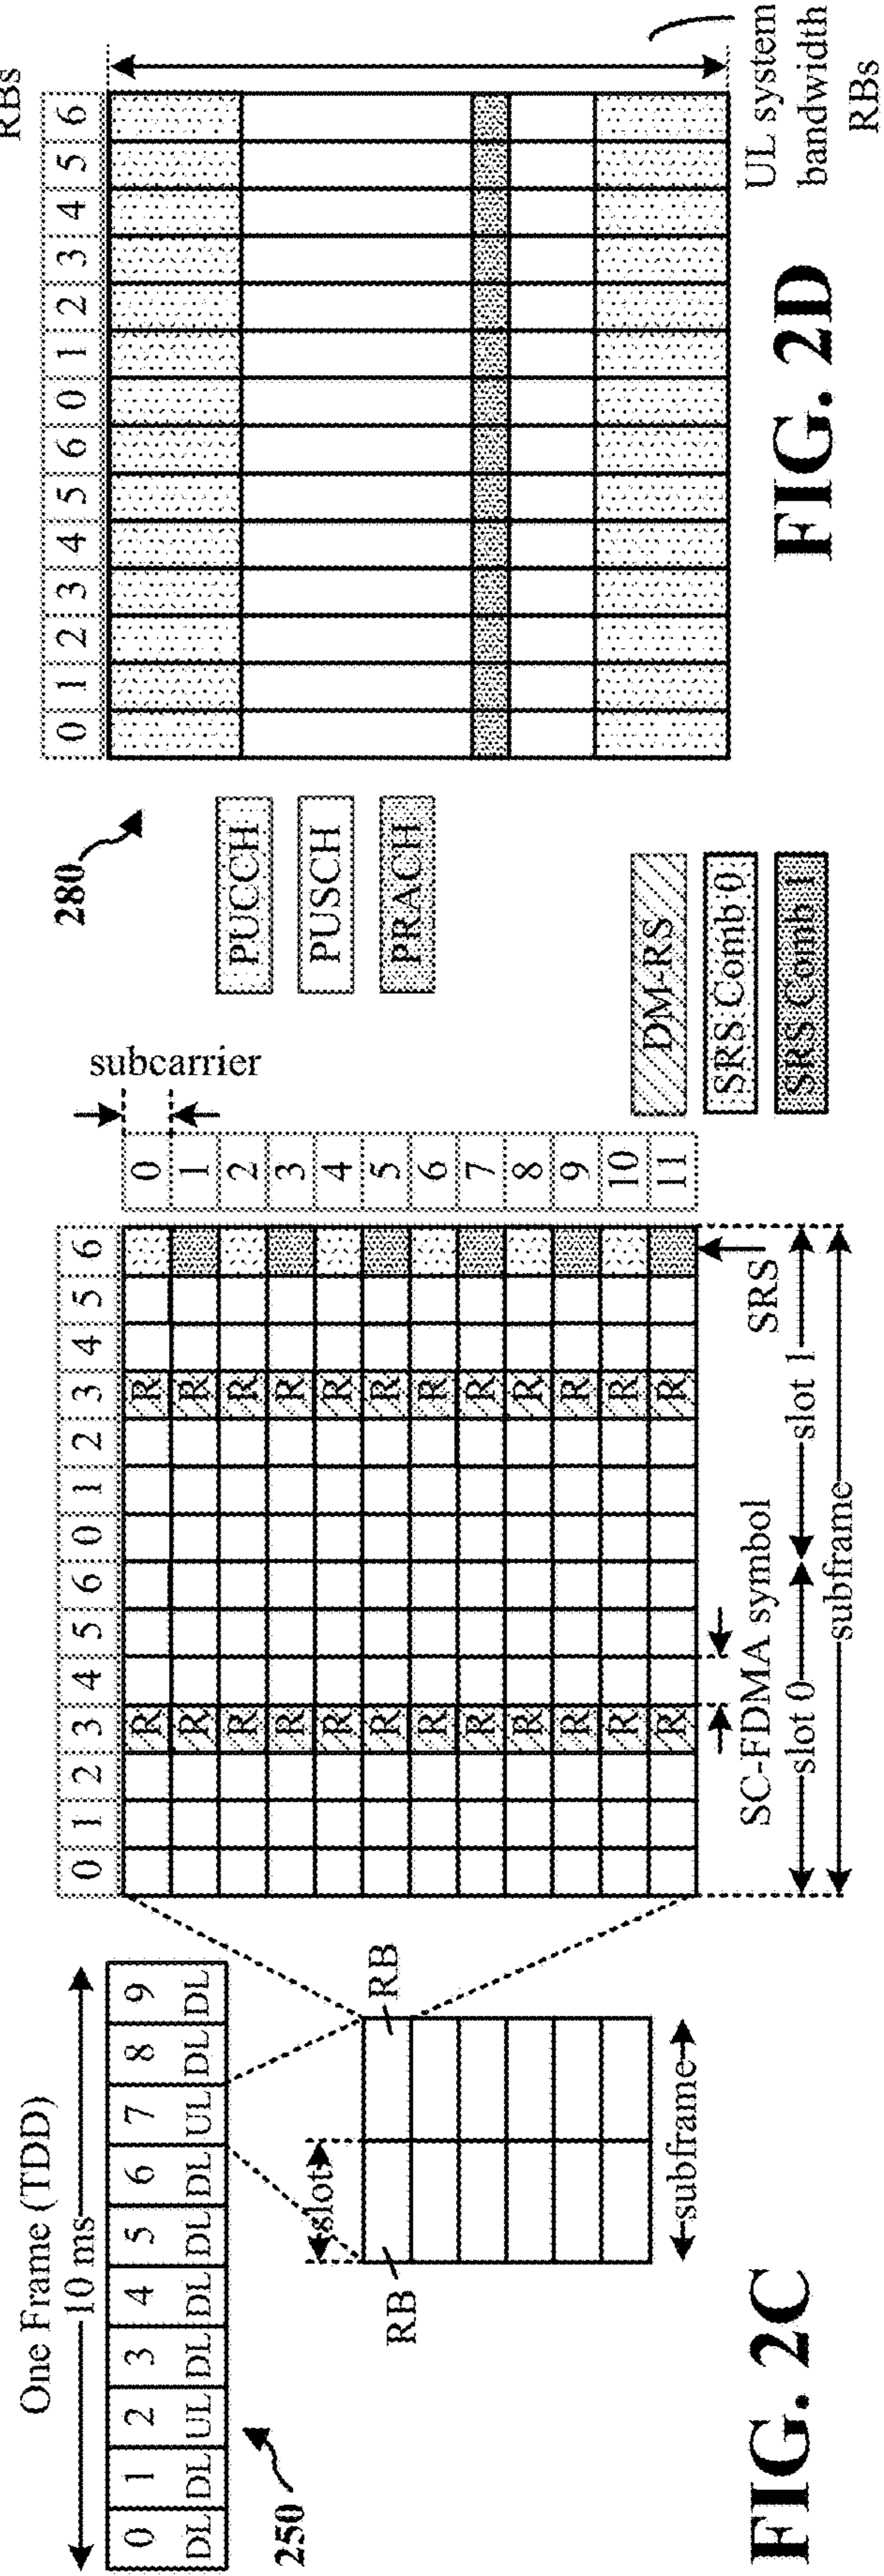 One Frame (TDD)
10 ms
0 1 2 3 4 5 6 7 8 9
DL DL UL DL DL DL DL UL DL DL
250
slot
RB
RB
subframe
FIG. 2C
0 1 2 3 4 5 6 0 1 2 3 4 5 6
subcarrier
R R 0
R R 1
R R 2
R R 3
R R 4
R R 5
R R 6
R R 7
R R 8
R R 9
R R 10
R R 11
SC-FDMA symbol
SRS
slot 0
slot 1
subframe
DM-RS
SRS Comb 0
SRS Comb 1
280
PUCCH
PUSCH
PRACH
RBs
0 1 2 3 4 5 6 0 1 2 3 4 5 6
UL system
bandwidth
RBs
FIG. 2D